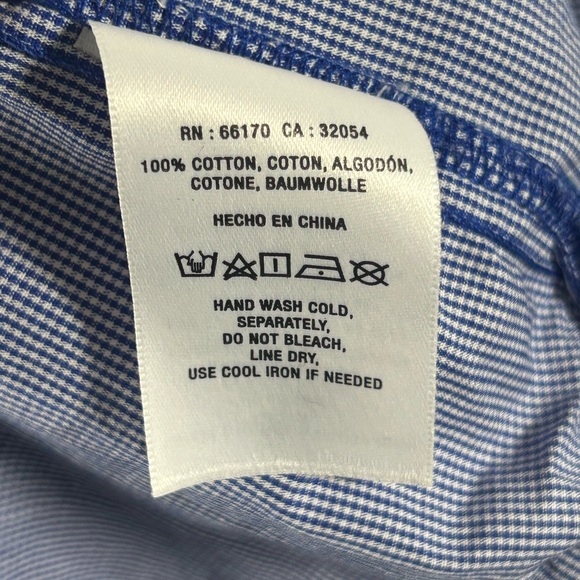 RN : 66170 CA : 32054
100% COTTON, COTON, ALGODÓN,
COTONE, BAUMWOLLE
HECHO EN CHINA
HAND WASH COLD,
SEPARATELY,
DO NOT BLEACH,
LINE DRY,
USE COOL IRON IF NEEDED